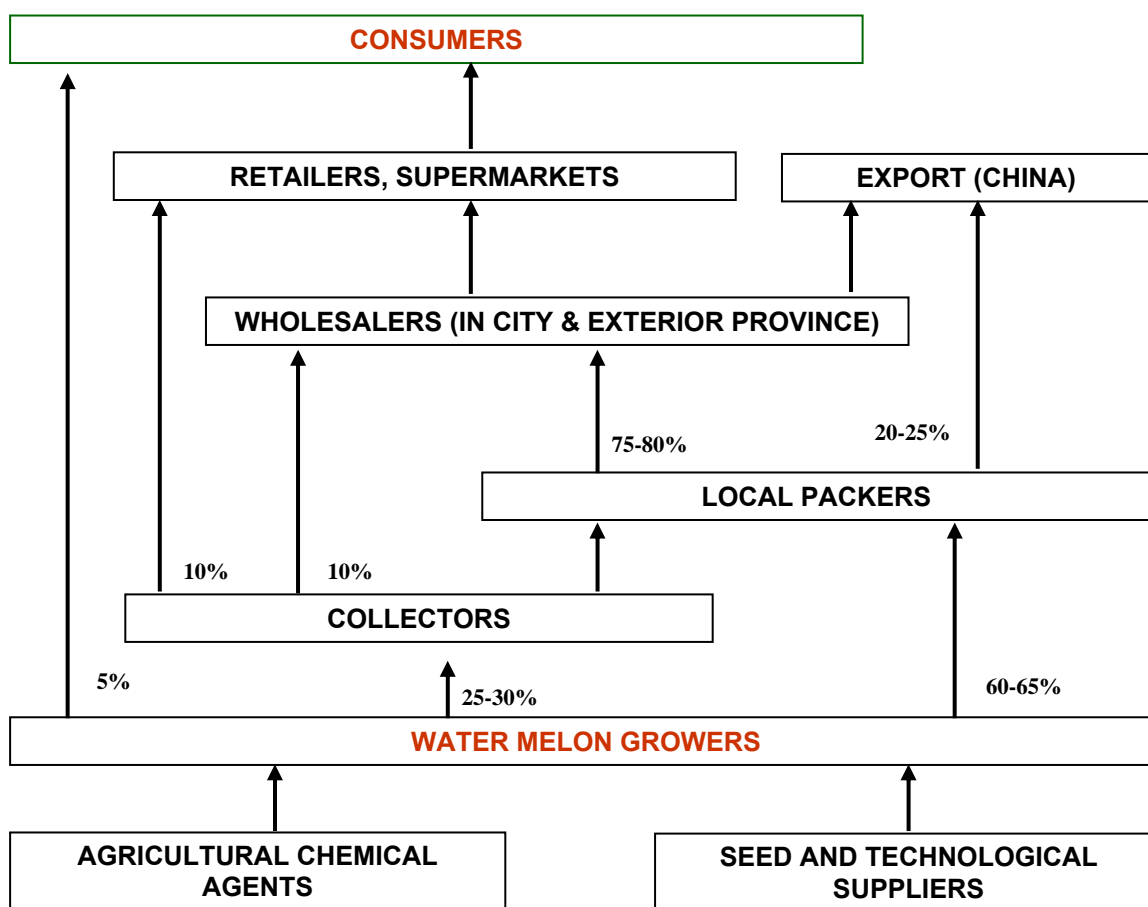 CONSUMERS
RETAILERS, SUPERMARKETS
EXPORT (CHINA)
WHOLESALERS (IN CITY & EXTERIOR PROVINCE)
75-80%
20-25%
LOCAL PACKERS
10%
10%
COLLECTORS
5%
25-30%
60-65%
WATER MELON GROWERS
AGRICULTURAL CHEMICAL
AGENTS
SEED AND TECHNOLOGICAL
SUPPLIERS